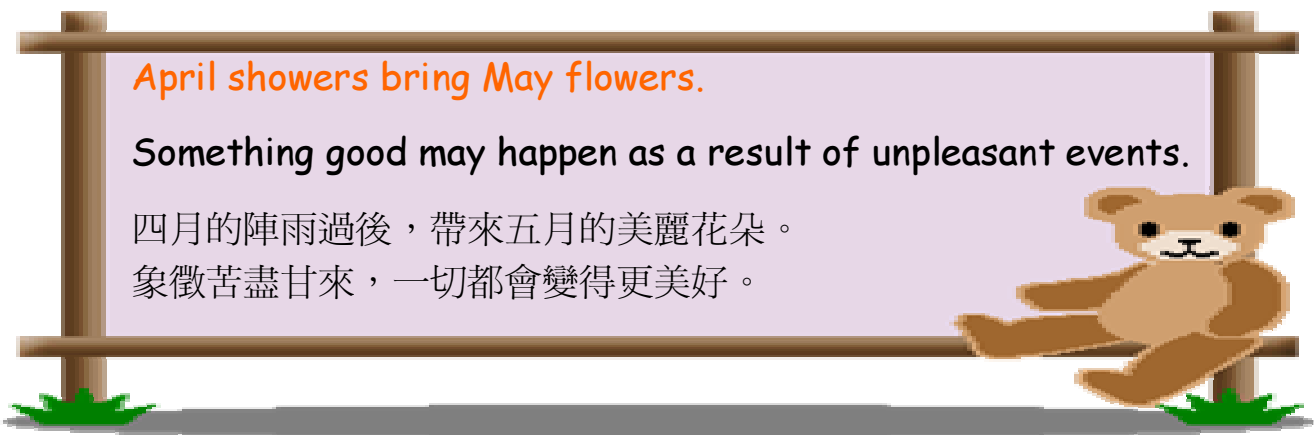 April showers bring May flowers.
Something good may happen as a result of unpleasant events.
四月的陣雨過後，帶來五月的美麗花朵。
象徵苦盡甘來，一切都會變得更美好。